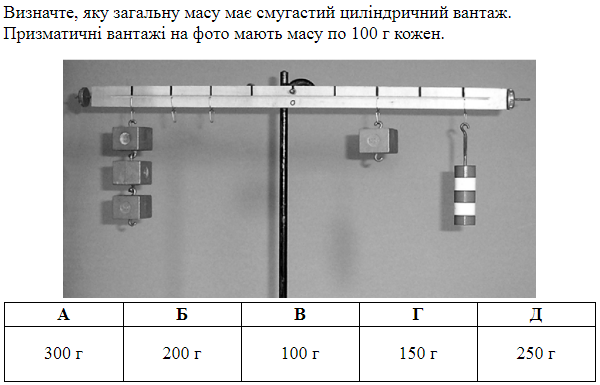 Визначте, яку загальну масу має смугастий циліндричний вантаж.
Призматичні вантажі на фото мають масу по 100 г кожен.
А Б В Г Д
300 г 200 г 100 г 150 г 250 г